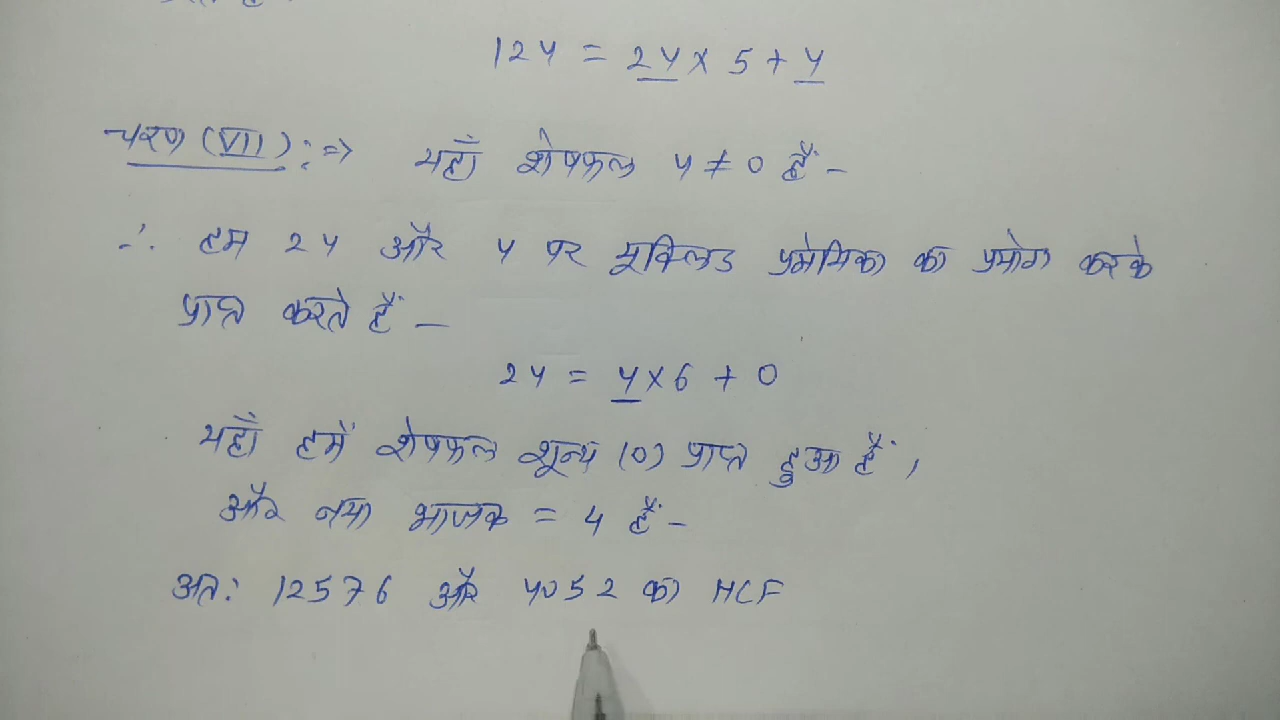 124 = 24 × 5 + 4
चरण (VII) :⇒ यहाँ शेषफल 4 ≠ 0 हैं -
∴ हम 24 और 4 पर यूक्लिड प्रमेयिका का प्रयोग करके
प्राप्त करते हैं -
24 = 4 × 6 + 0
यहाँ हमें शेषफल शून्य (0) प्राप्त हुआ हैं ,
और नया भाजक = 4 हैं -
अतः 12576 और 4052 का HCF